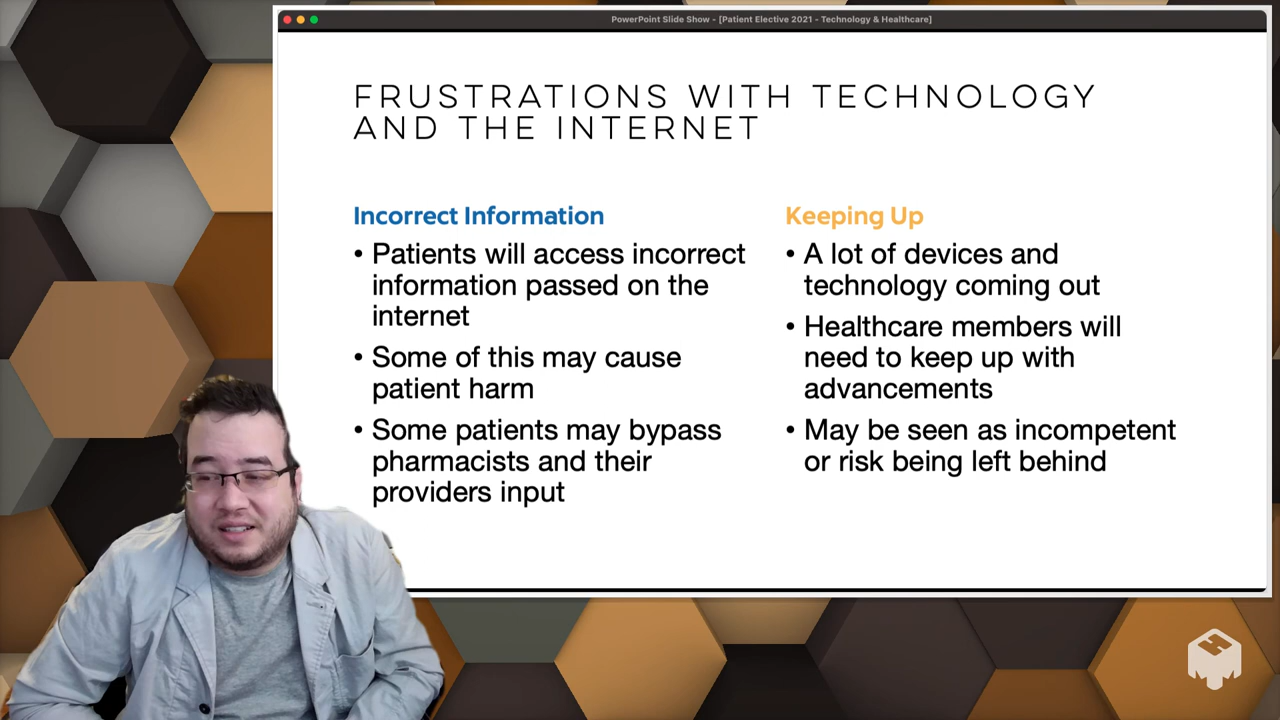 PowerPoint Slide Show - [Patient Elective 2021 - Technology & Healthcare]
FRUSTRATIONS WITH TECHNOLOGY
AND THE INTERNET
Incorrect Information
• Patients will access incorrect
information passed on the
internet
• Some of this may cause
patient harm
• Some patients may bypass
pharmacists and their
providers input
Keeping Up
• A lot of devices and
technology coming out
• Healthcare members will
need to keep up with
advancements
• May be seen as incompetent
or risk being left behind